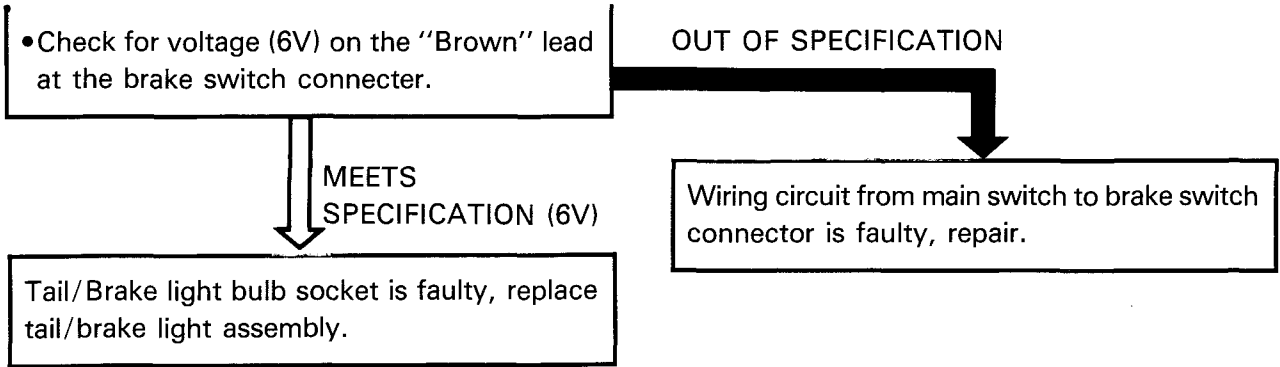 •Check for voltage (6V) on the "Brown" lead
at the brake switch connecter.
OUT OF SPECIFICATION
MEETS
SPECIFICATION (6V)
Wiring circuit from main switch to brake switch
connector is faulty, repair.
Tail/Brake light bulb socket is faulty, replace
tail/brake light assembly.